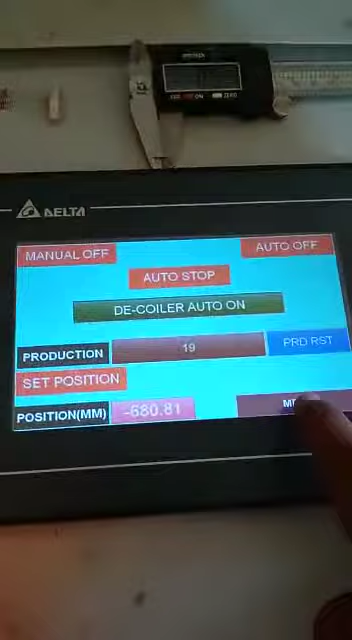 DELTA
MANUAL OFF
AUTO OFF
AUTO STOP
DE-COILER AUTO ON
PRODUCTION
19
PRD RST
SET POSITION
POSITION(MM)
-680.81